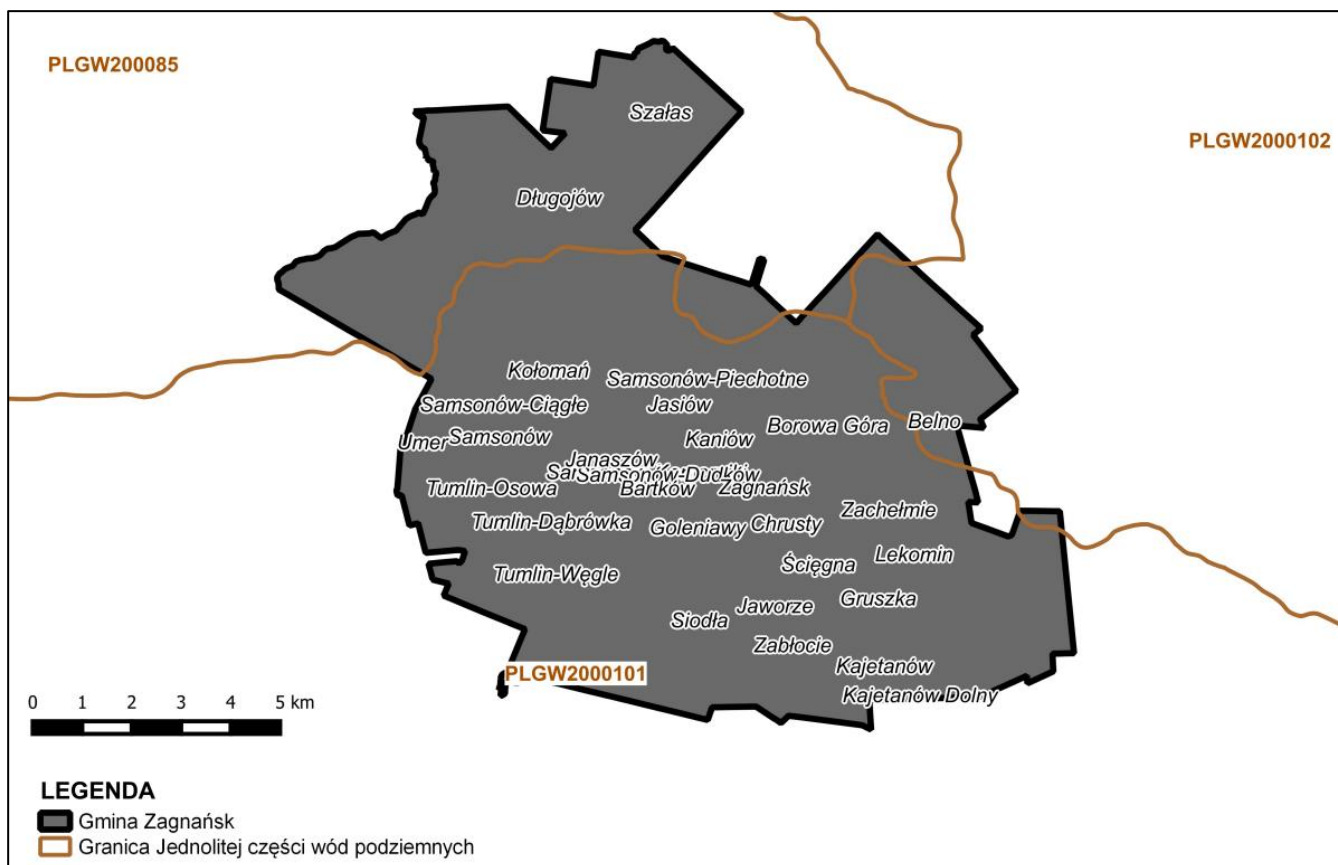 PLGW200085
Szałas
PLGW2000102
Długojów
Kołomań
Samsonów-Piechotne
Samsonów-Ciągłe
Jasiów
Belno
Borowa Góra
Umer
Samsonów
Kaniów
Janaszów
Samsonów-Dudków
Tumlin-Osowa
Bartków
Zagnańsk
Zachełmie
Tumlin-Dąbrówka
Goleniawy
Chrusty
Lekomin
Ścięgna
Tumlin-Węgle
Gruszka
Jaworze
Siodła
Zabłocie
Kajetanów
PLGW2000101
Kajetanów Dolny
0 1 2 3 4 5 km
LEGENDA
Gmina Zagnańsk
Granica Jednolitej części wód podziemnych